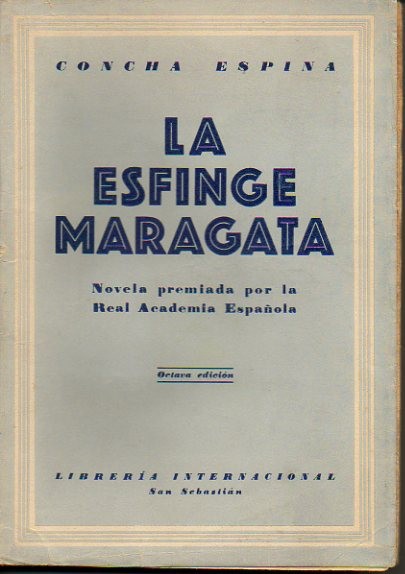 CONCHA ESPINA
LA
ESFINGE
MARAGATA
Novela premiada por la
Real Academia Española
Octava edición
LIBRERÍA INTERNACIONAL
San Sebastián